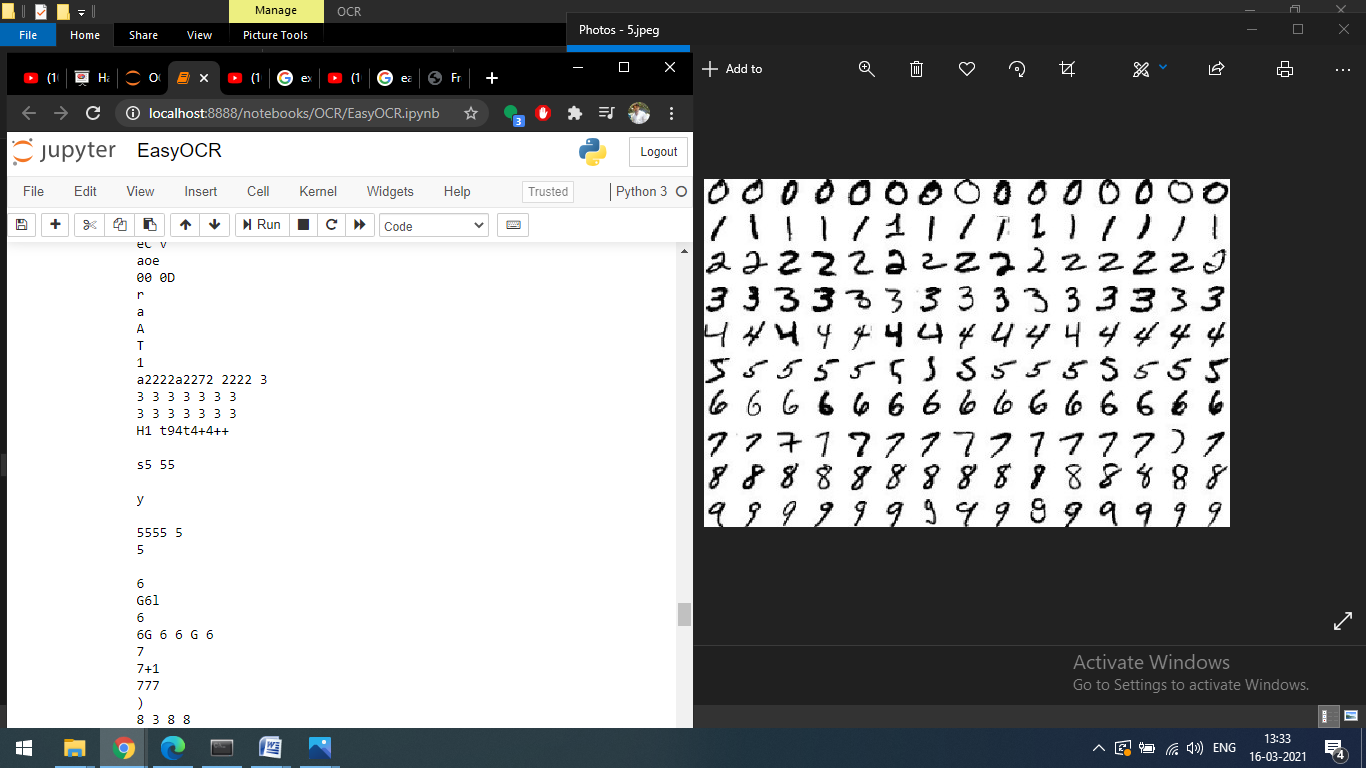 Manage
OCR
File
Home
Share
View
Picture Tools
Photos - 5.jpeg
Add to
localhost:8888/notebooks/OCR/EasyOCR.ipynb
3
jupyter
EasyOCR
Logout
File
Edit
View
Insert
Cell
Kernel
Widgets
Help
Trusted
Python 3
Run
Code
eC v
aoe
00 0D
r
a
A
T
1
a2222a2272 2222 3
3 3 3 3 3 3 3
3 3 3 3 3 3 3
H1 t94t4+4++
s5 55
y
5555 5
5
6
G6l
6
6G 6 6 G 6
7
7+1
777
)
8 3 8 8
0 0 0 0 0 0 0 0 0 0 0 0 0 0 0
1 1 1 1 1 1 1 1 1 1 1 1 1 1 1
2 2 2 2 2 2 2 2 2 2 2 2 2 2 2
3 3 3 3 3 3 3 3 3 3 3 3 3 3 3
4 4 4 4 4 4 4 4 4 4 4 4 4 4 4
5 5 5 5 5 5 5 5 5 5 5 5 5 5 5
6 6 6 6 6 6 6 6 6 6 6 6 6 6 6
7 7 7 7 7 7 7 7 7 7 7 7 7 7 7
8 8 8 8 8 8 8 8 8 8 8 8 8 8 8
9 9 9 9 9 9 9 9 9 9 9 9 9 9 9
Activate Windows
Go to Settings to activate Windows.
ENG
13:33
16-03-2021
4